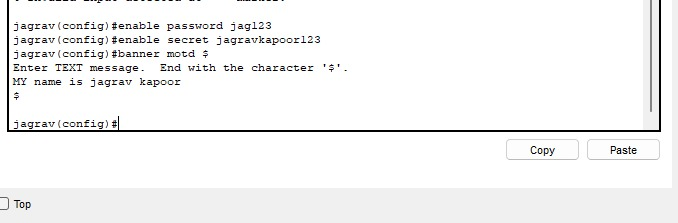 jagrav(config)#enable password jag123
jagrav(config)#enable secret jagravkapoor123
jagrav(config)#banner motd $
Enter TEXT message.  End with the character '$'.
MY name is jagrav kapoor
$
jagrav(config)#
Copy Paste
Top